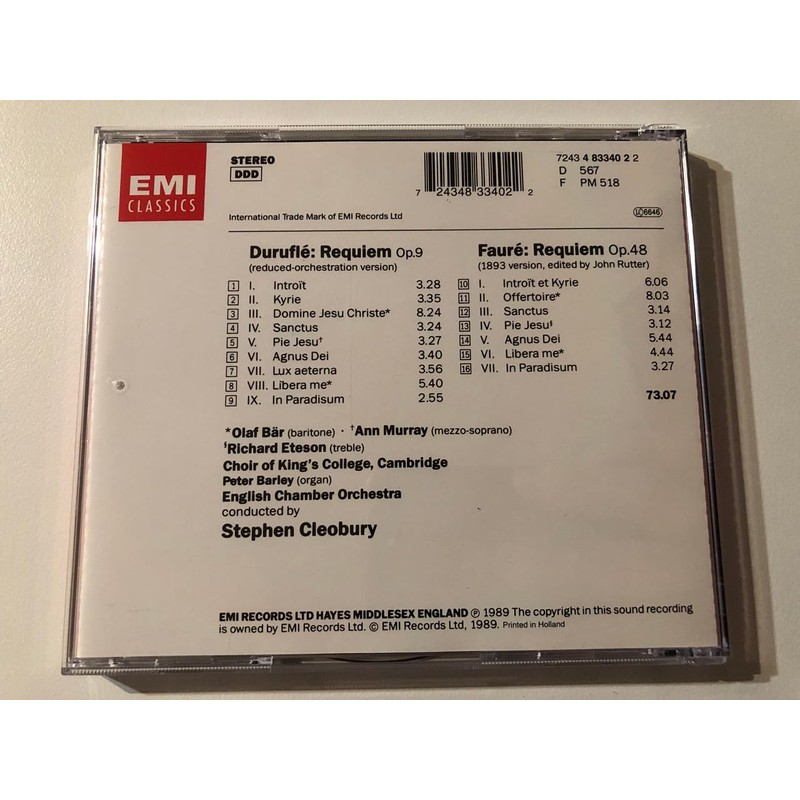 EMI
CLASSICS
STEREO
DDD
7 24348 33402 2
7243 4 83340 2 2
D 567
F PM 518
International Trade Mark of EMI Records Ltd
LC 6646
Duruflé: Requiem Op.9
(reduced-orchestration version)
1 I. Introït 3.28
2 II. Kyrie 3.35
3 III. Domine Jesu Christe* 8.24
4 IV. Sanctus 3.24
5 V. Pie Jesu† 3.27
6 VI. Agnus Dei 3.40
7 VII. Lux aeterna 3.56
8 VIII. Libera me* 5.40
9 IX. In Paradisum 2.55
Fauré: Requiem Op.48
(1893 version, edited by John Rutter)
10 I. Introït et Kyrie 6.06
11 II. Offertoire* 8.03
12 III. Sanctus 3.14
13 IV. Pie Jesu§ 3.12
14 V. Agnus Dei 5.44
15 VI. Libera me* 4.44
16 VII. In Paradisum 3.27
73.07
*Olaf Bär (baritone) · †Ann Murray (mezzo-soprano)
§Richard Eteson (treble)
Choir of King's College, Cambridge
Peter Barley (organ)
English Chamber Orchestra
conducted by
Stephen Cleobury
EMI RECORDS LTD HAYES MIDDLESEX ENGLAND ℗ 1989 The copyright in this sound recording
is owned by EMI Records Ltd. © EMI Records Ltd, 1989. Printed in Holland